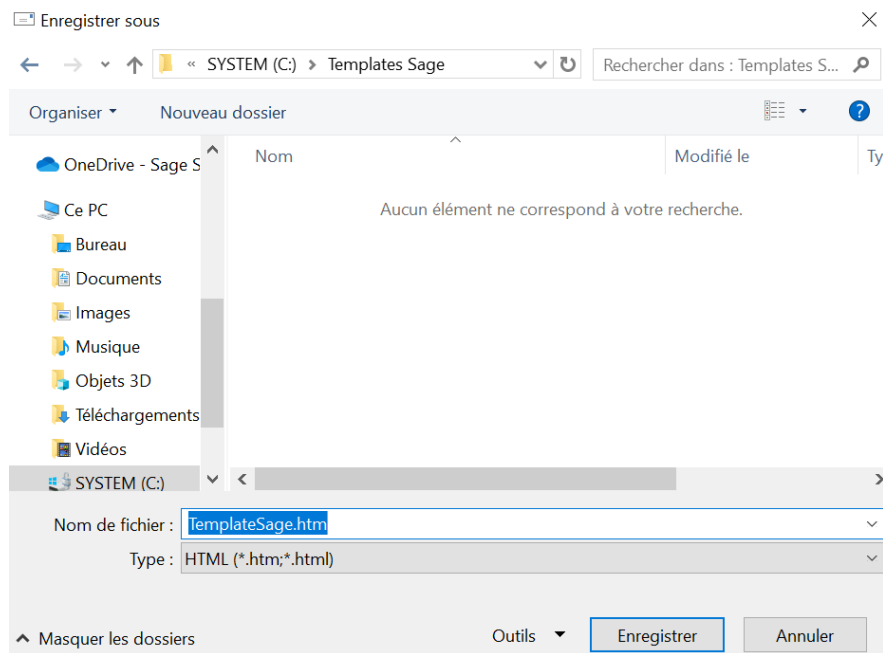 Enregistrer sous
« SYSTEM (C:) > Templates Sage
Rechercher dans : Templates S...
Organiser
Nouveau dossier
?
OneDrive - Sage S
Ce PC
Bureau
Documents
Images
Musique
Objets 3D
Téléchargements
Vidéos
SYSTEM (C:)
Nom
Modifié le
Ty
Aucun élément ne correspond à votre recherche.
Nom de fichier : TemplateSage.htm
Type : HTML (*.htm;*.html)
Masquer les dossiers
Outils
Enregistrer
Annuler